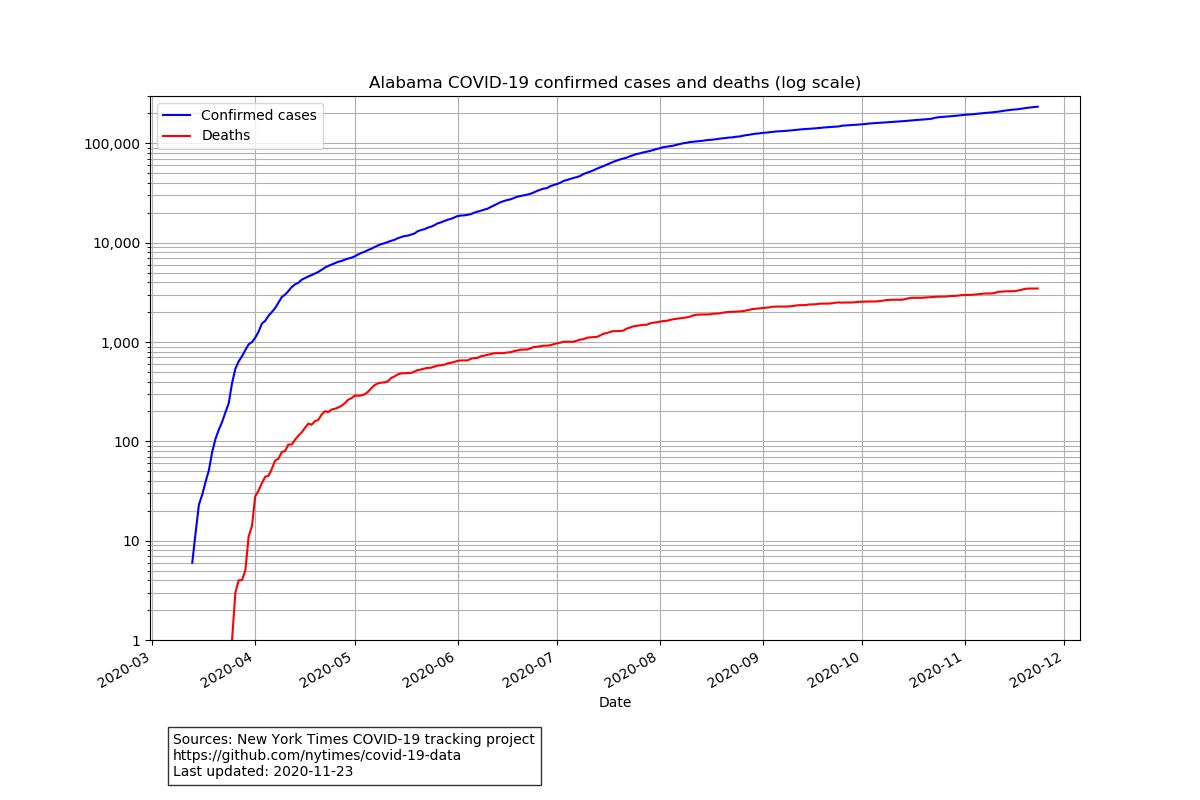 Alabama COVID-19 confirmed cases and deaths (log scale)
Confirmed cases
Deaths
100,000
10,000
1,000
100
10
1
2020-03
2020-04
2020-05
2020-06
2020-07
2020-08
2020-09
2020-10
2020-11
2020-12
Date
Sources: New York Times COVID-19 tracking project
https://github.com/nytimes/covid-19-data
Last updated: 2020-11-23